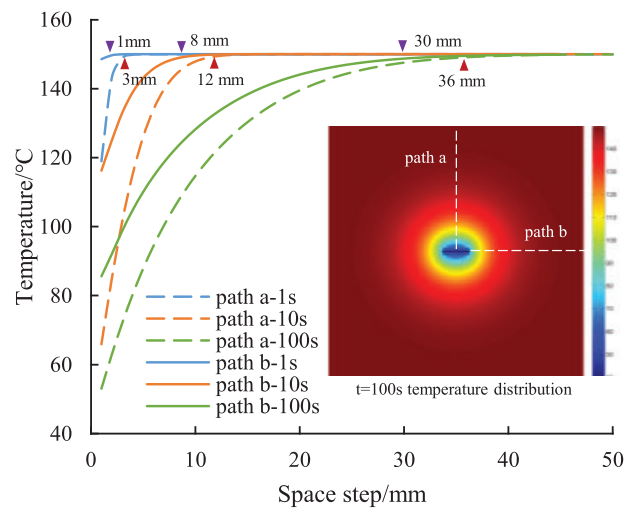 160
140
120
100
80
60
40
Temperature/℃
1mm
8 mm
30 mm
3mm
12 mm
36 mm
path a
path b
t=100s temperature distribution
path a-1s
path a-10s
path a-100s
path b-1s
path b-10s
path b-100s
0
10
20
30
40
50
Space step/mm